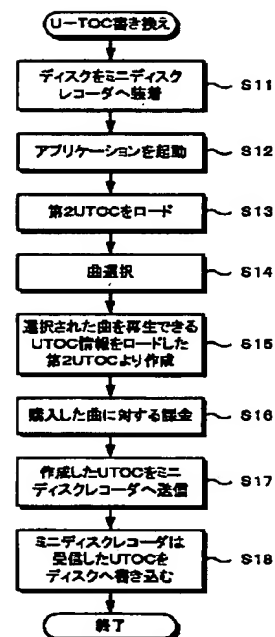 U-TOC書き換え
ディスクをミニディスク
レコーダへ装着
S11
アプリケーションを起動
S12
第2UTOCをロード
S13
曲選択
S14
選択された曲を再生できる
UTOC情報をロードした
第2UTOCより作成
S15
購入した曲に対する課金
S16
作成したUTOCをミニ
ディスクレコーダへ送信
S17
ミニディスクレコーダは
受信したUTOCを
ディスクへ書き込む
S18
終了